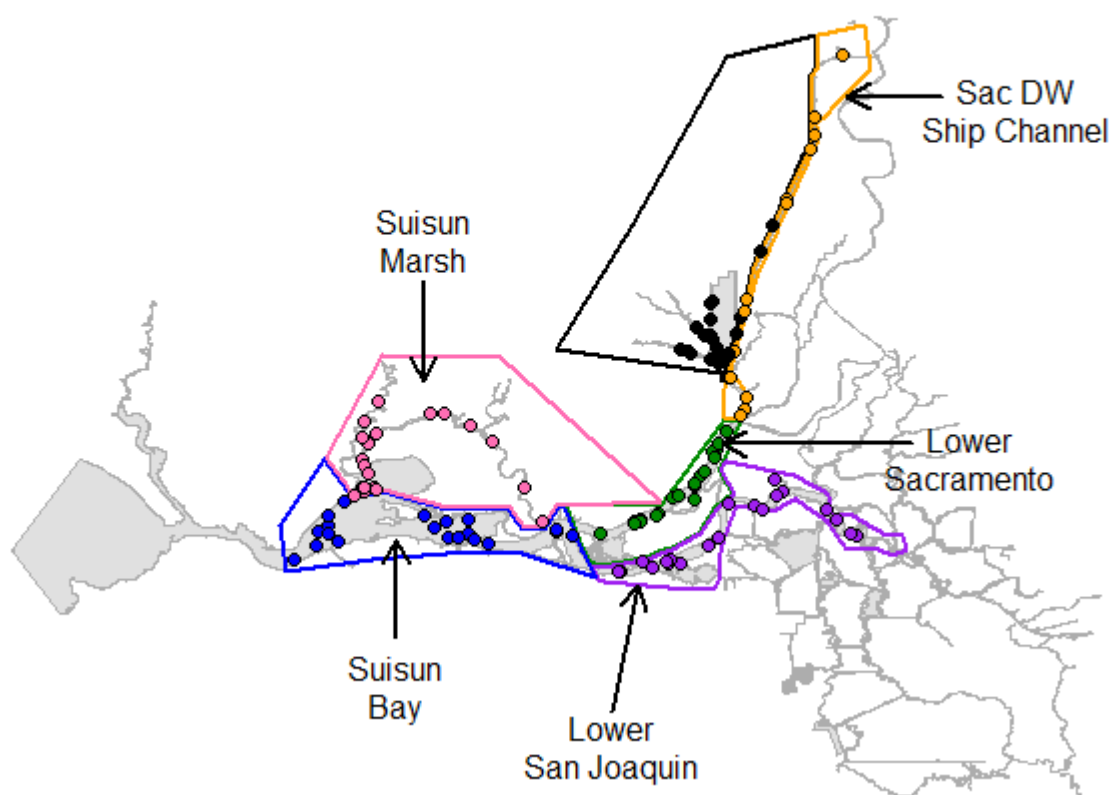 Sac DW
Ship Channel
Suisun
Marsh
Lower
Sacramento
Suisun
Bay
Lower
San Joaquin